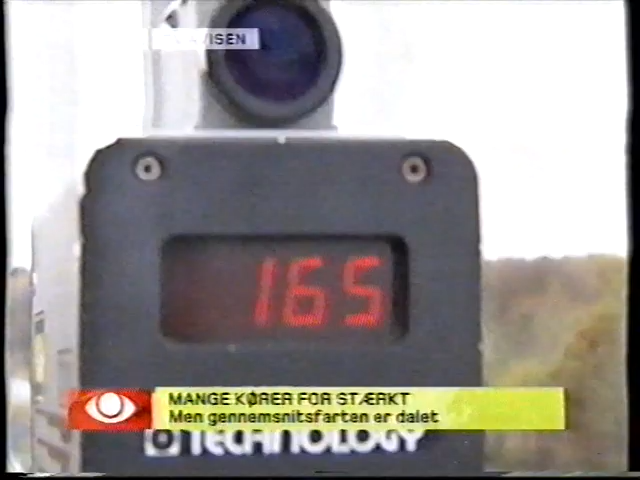 165
MANGE KØRER FOR STÆRKT
Men gennemsnitsfarten er dalet
TECHNOLOGY